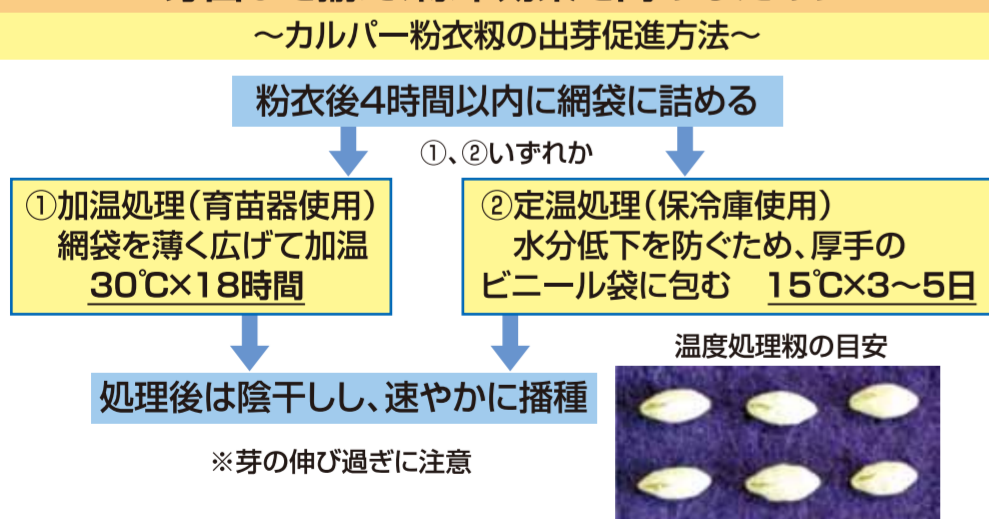 ~カルパー粉衣籾の出芽促進方法~
粉衣後4時間以内に網袋に詰める
①、②いずれか
①加温処理(育苗器使用)
網袋を薄く広げて加温
30℃×18時間
②定温処理(保冷庫使用)
水分低下を防ぐため、厚手の
ビニール袋に包む 15℃×3~5日
処理後は陰干しし、速やかに播種
※芽の伸び過ぎに注意
温度処理籾の目安